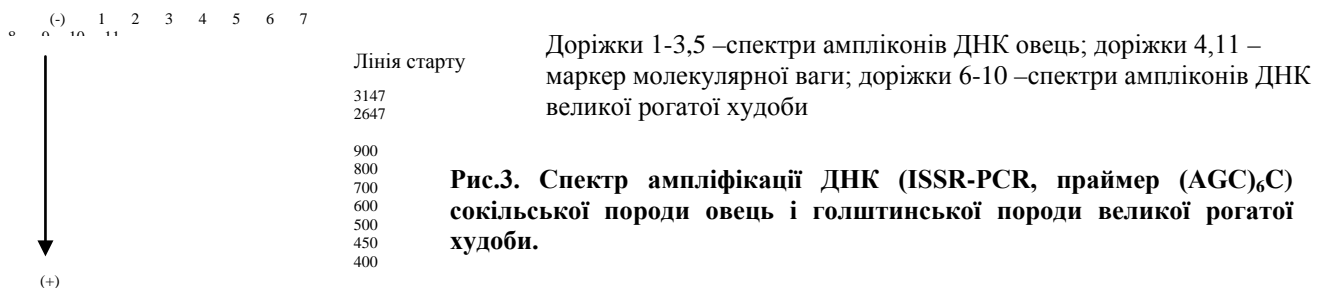 (-) 1 2 3 4 5 6 7
8 9 10 11
Лінія старту
3147
2647
900
800
700
600
500
450
400
(+)
Доріжки 1-3,5 –спектри ампліконів ДНК овець; доріжки 4,11 –
маркер молекулярної ваги; доріжки 6-10 –спектри ампліконів ДНК
великої рогатої худоби
Рис.3. Спектр ампліфікації ДНК (ISSR-PCR, праймер (AGC)₆C)
сокільської породи овець і голштинської породи великої рогатої
худоби.